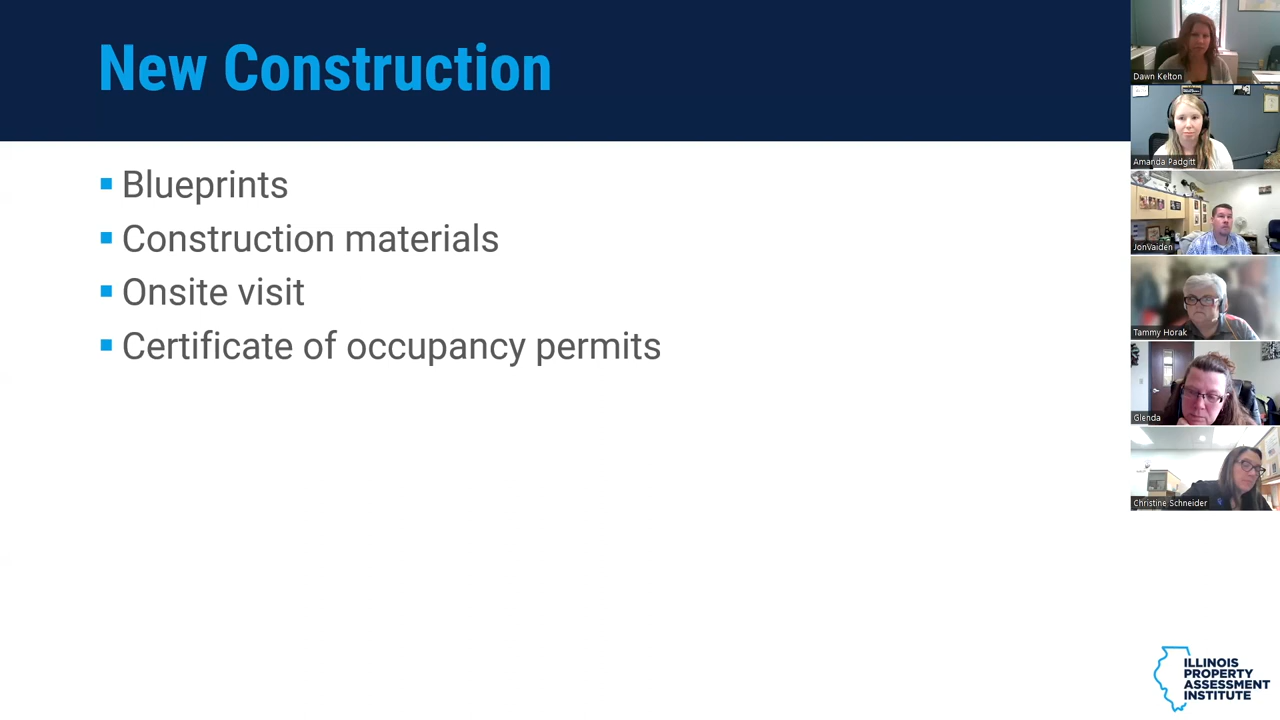 New Construction
Blueprints
Construction materials
Onsite visit
Certificate of occupancy permits
Dawn Kelton
Amanda Padgitt
JonVaiden
Tammy Horak
Glenda
Christine Schneider
ILLINOIS
PROPERTY
ASSESSMENT
INSTITUTE